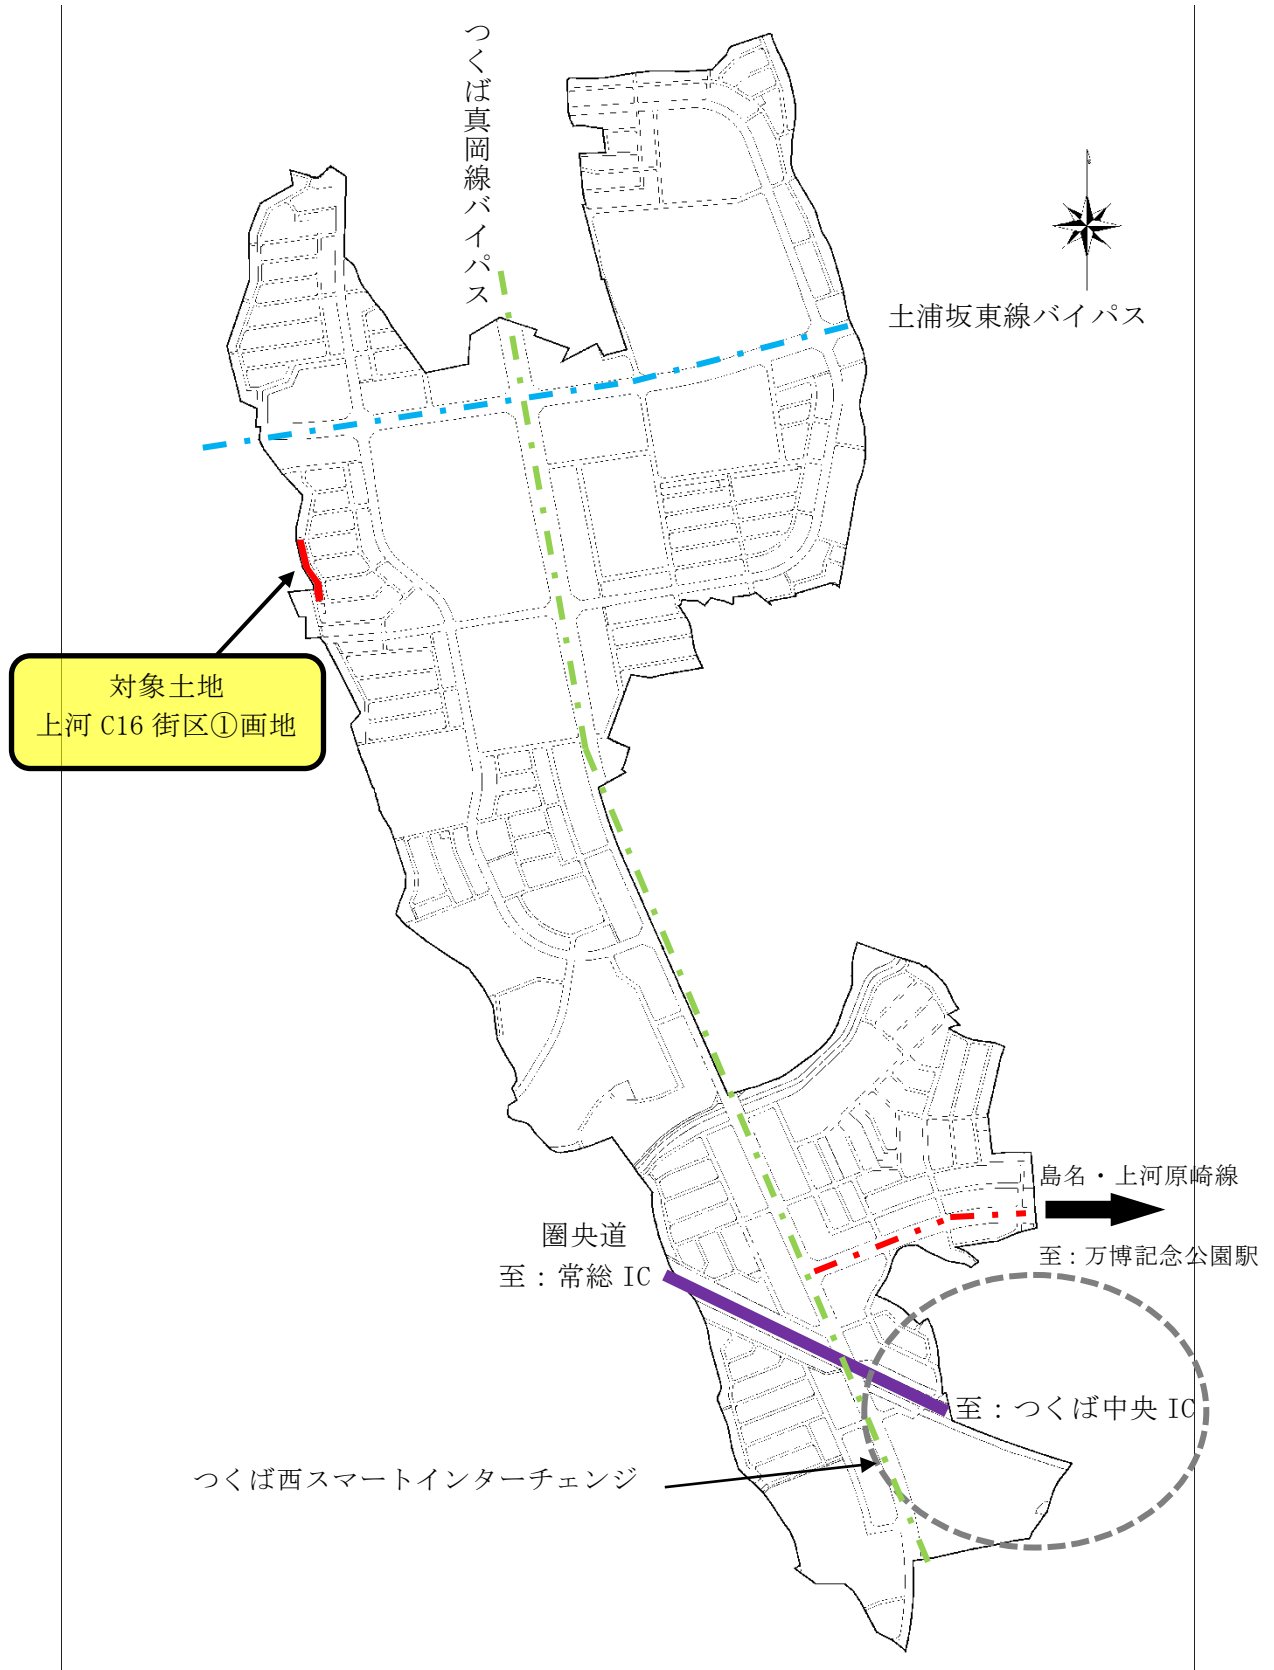 つくば真岡線バイパス
土浦坂東線バイパス
対象土地
上河 C16 街区①画地
島名・上河原崎線
至：万博記念公園駅
圏央道
至：常総 IC
至：つくば中央 IC
つくば西スマートインターチェンジ